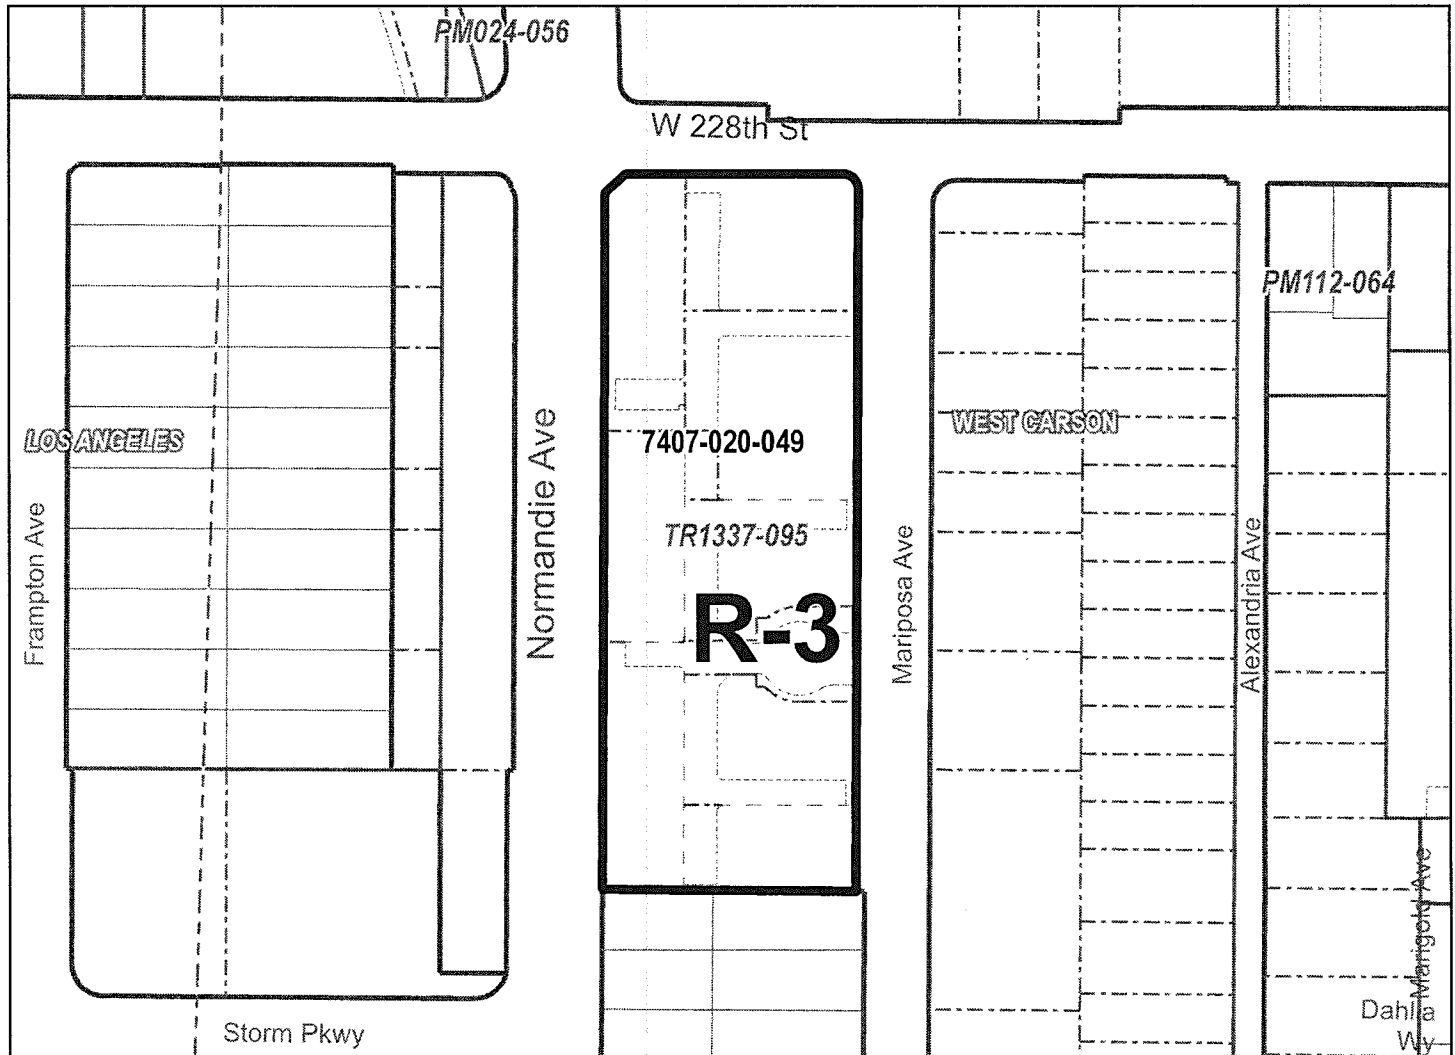 PM024-056
W 228th St
PM112-064
LOS ANGELES
Normandie Ave
7407-020-049
WEST CARSON
Frampton Ave
TR1337-095
Mariposa Ave
Alexandria Ave
R-3
Marigold Ave
Storm Pkwy
Dahlia
Wy